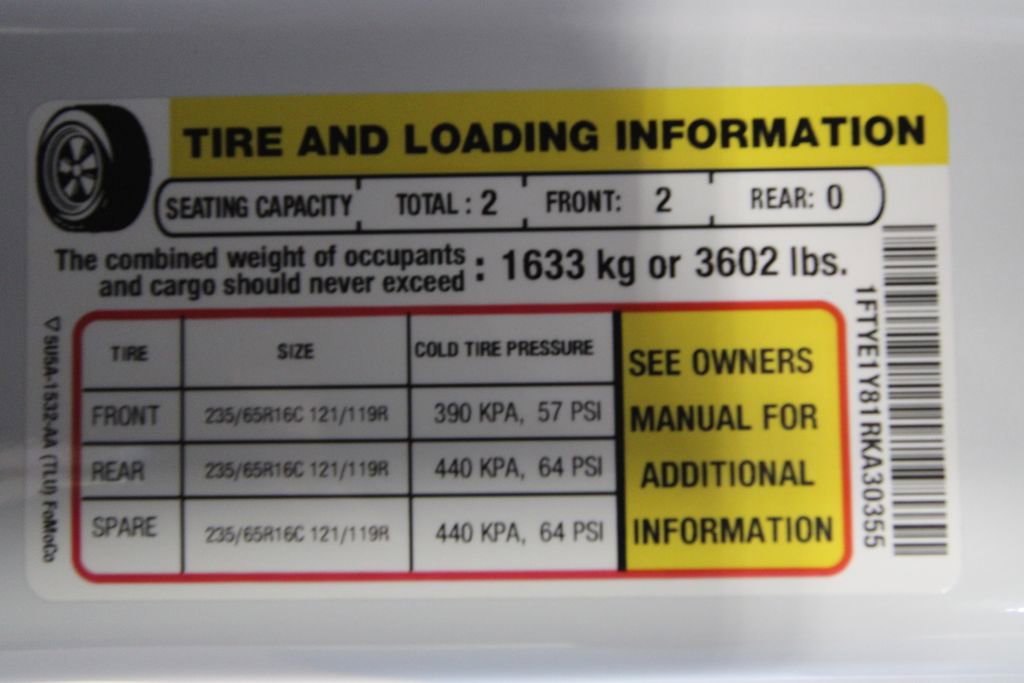 TIRE AND LOADING INFORMATION
SEATING CAPACITY TOTAL : 2 FRONT: 2 REAR: 0
The combined weight of occupants
and cargo should never exceed : 1633 kg or 3602 lbs.
TIRE SIZE COLD TIRE PRESSURE
FRONT 235/65R16C 121/119R 390 KPA, 57 PSI
REAR 235/65R16C 121/119R 440 KPA, 64 PSI
SPARE 235/65R16C 121/119R 440 KPA, 64 PSI
SEE OWNERS
MANUAL FOR
ADDITIONAL
INFORMATION
1FTYE1Y81RKA30355
5U5A-1532-AA (TLU) FoMoCo